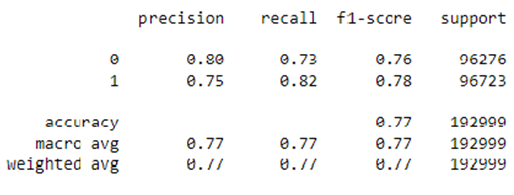 precision recall f1-score support
0 0.80 0.73 0.76 96276
1 0.75 0.82 0.78 96723
accuracy 0.77 192999
macro avg 0.77 0.77 0.77 192999
weighted avg 0.77 0.77 0.77 192999